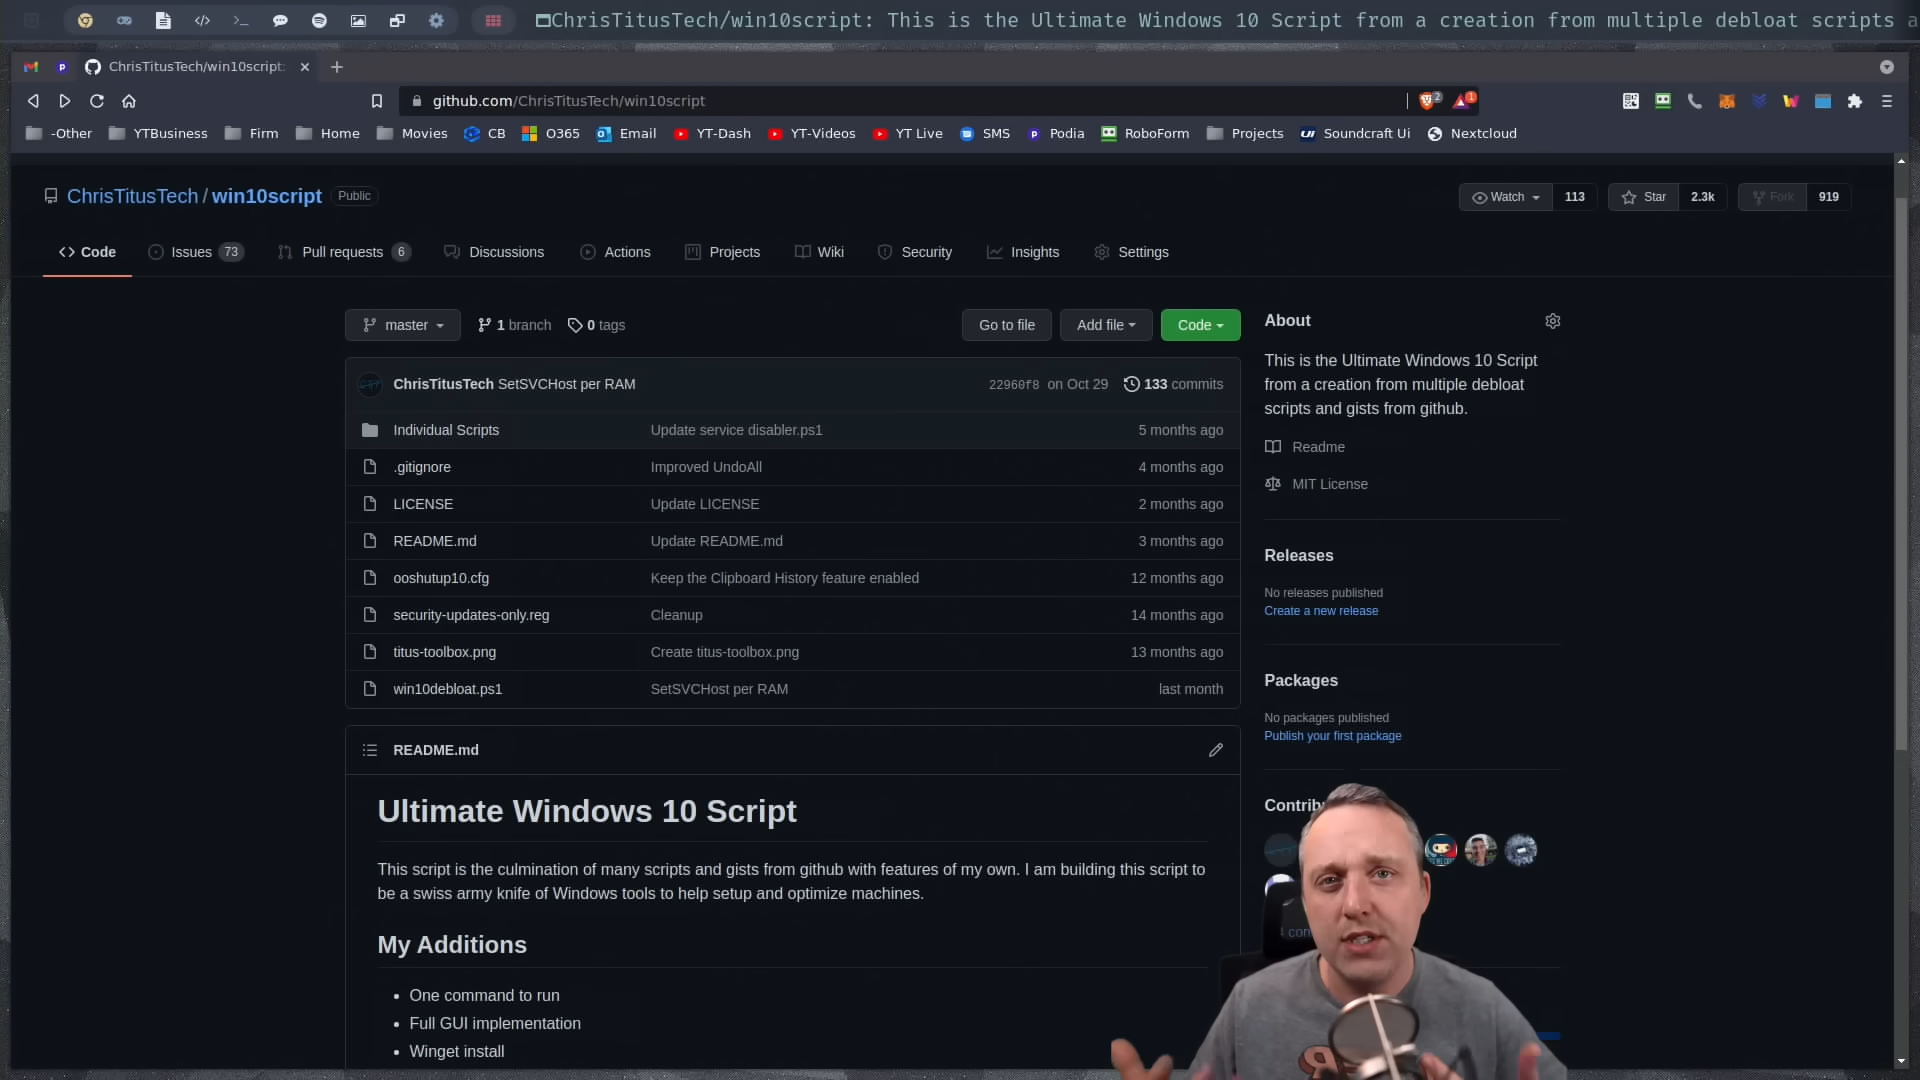 ChrisTitusTech/win10script: This is the Ultimate Windows 10 Script from a creation from multiple debloat scripts a
ChrisTitusTech/win10script:
github.com/ChrisTitusTech/win10script
2
1
-Other
YTBusiness
Firm
Home
Movies
CB
O365
Email
YT-Dash
YT-Videos
YT Live
SMS
Podia
RoboForm
Projects
Soundcraft Ui
Nextcloud
ChrisTitusTech / win10script Public
Watch 113
Star 2.3k
Fork 919
Code
Issues 73
Pull requests 6
Discussions
Actions
Projects
Wiki
Security
Insights
Settings
master
1 branch
0 tags
Go to file
Add file
Code
ChrisTitusTech SetSVCHost per RAM 22960f8 on Oct 29 133 commits
Individual Scripts Update service disabler.ps1 5 months ago
.gitignore Improved UndoAll 4 months ago
LICENSE Update LICENSE 2 months ago
README.md Update README.md 3 months ago
ooshutup10.cfg Keep the Clipboard History feature enabled 12 months ago
security-updates-only.reg Cleanup 14 months ago
titus-toolbox.png Create titus-toolbox.png 13 months ago
win10debloat.ps1 SetSVCHost per RAM last month
README.md
Ultimate Windows 10 Script
This script is the culmination of many scripts and gists from github with features of my own. I am building this script to
be a swiss army knife of Windows tools to help setup and optimize machines.
My Additions
One command to run
Full GUI implementation
Winget install
About
This is the Ultimate Windows 10 Script
from a creation from multiple debloat
scripts and gists from github.
Readme
MIT License
Releases
No releases published
Create a new release
Packages
No packages published
Publish your first package
Contrib